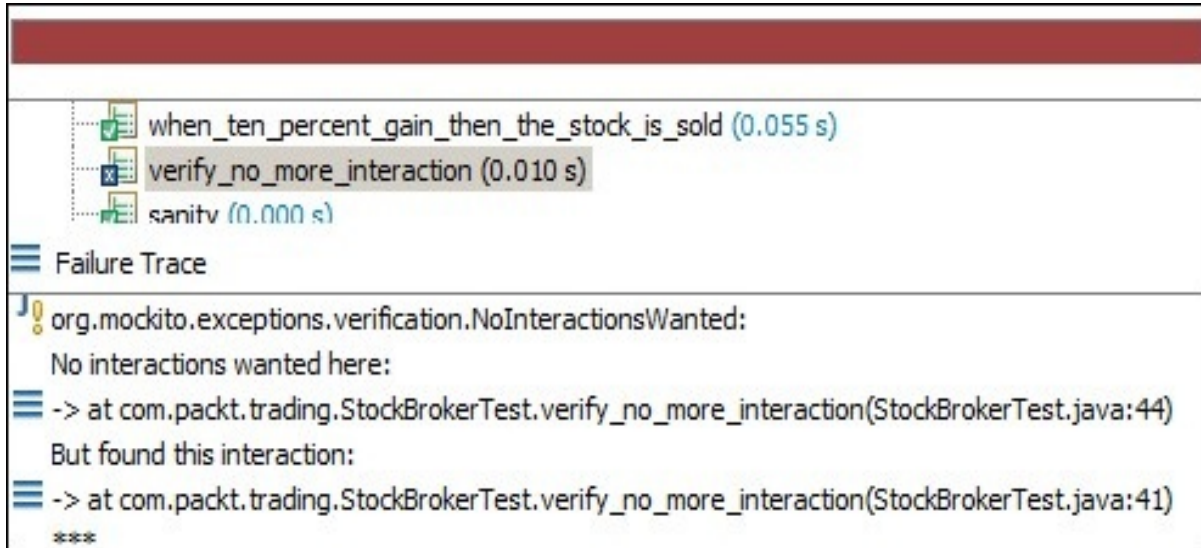 when_ten_percent_gain_then_the_stock_is_sold (0.055 s)
verify_no_more_interaction (0.010 s)
sanity (0.000 s)
Failure Trace
org.mockito.exceptions.verification.NoInteractionsWanted:
No interactions wanted here:
-> at com.packt.trading.StockBrokerTest.verify_no_more_interaction(StockBrokerTest.java:44)
But found this interaction:
-> at com.packt.trading.StockBrokerTest.verify_no_more_interaction(StockBrokerTest.java:41)
***